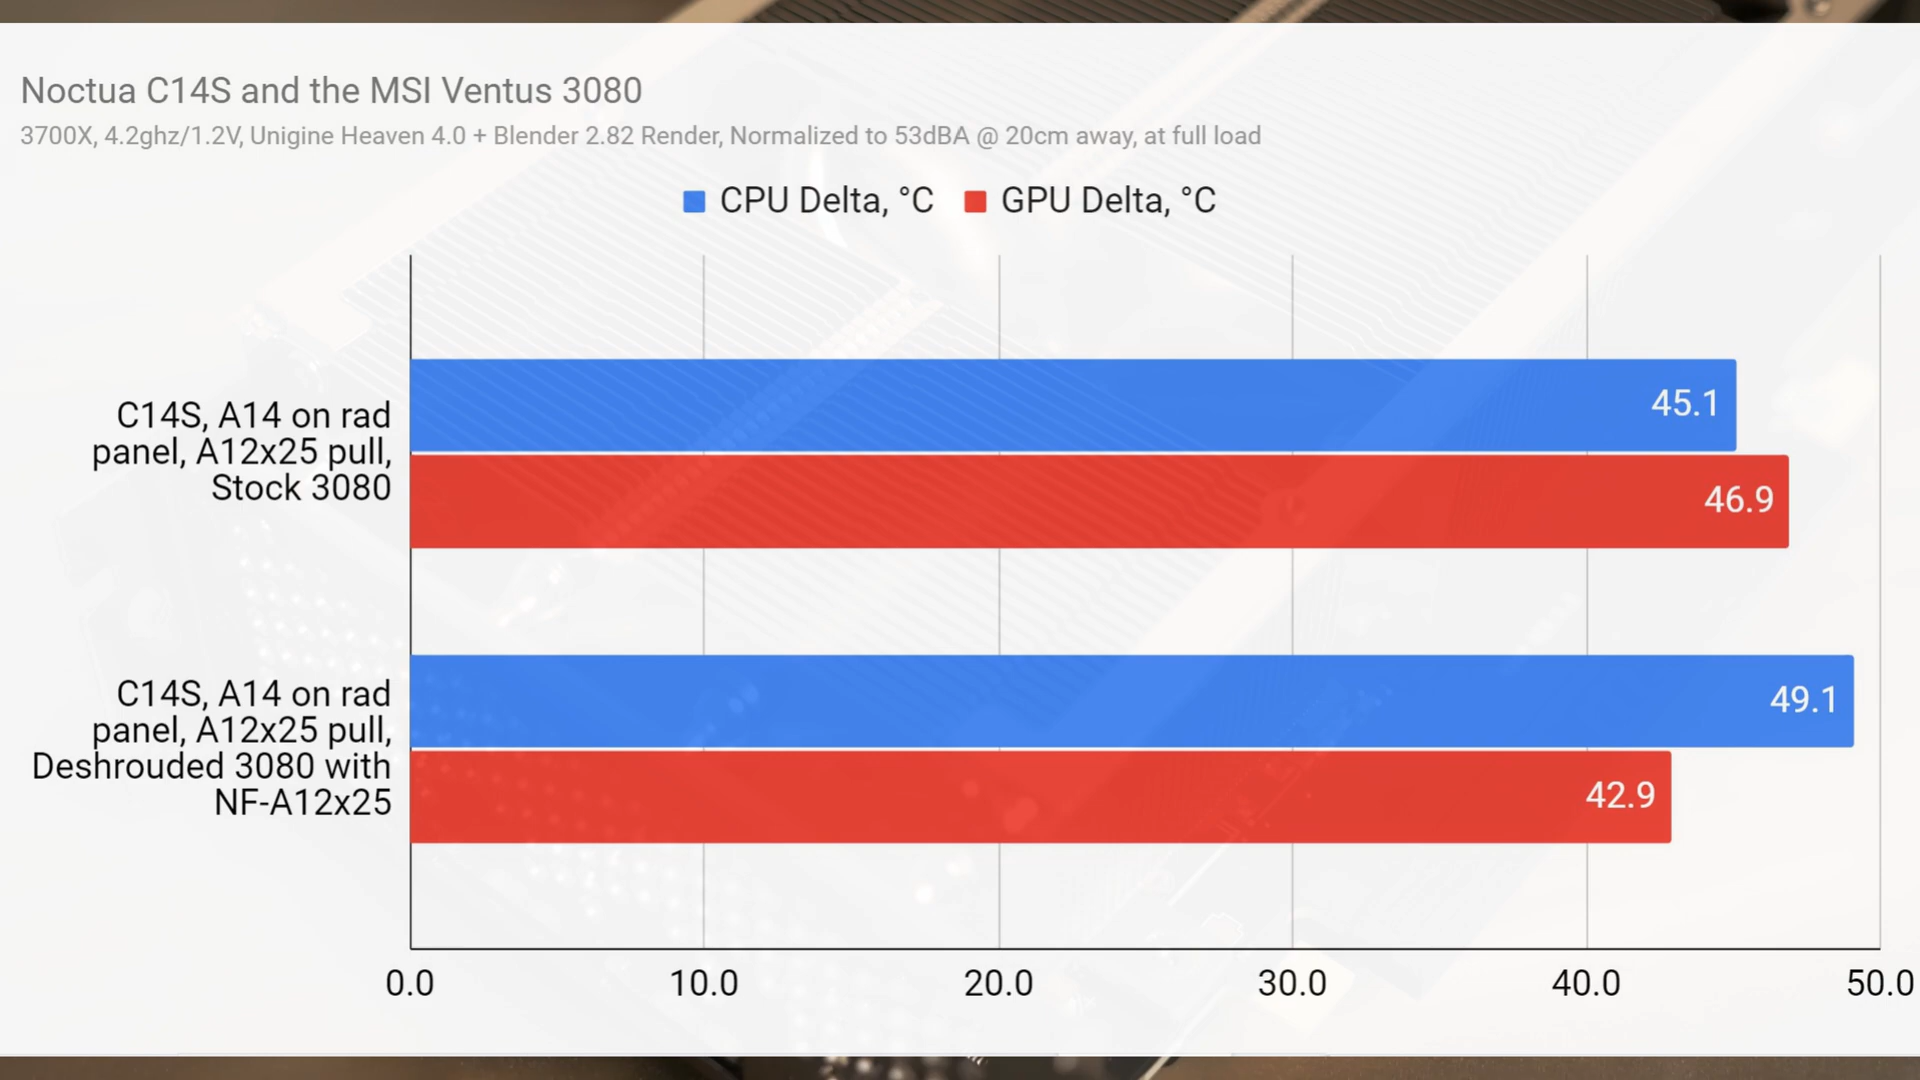 Noctua C14S and the MSI Ventus 3080
3700X, 4.2ghz/1.2V, Unigine Heaven 4.0 + Blender 2.82 Render, Normalized to 53dBA @ 20cm away, at full load
CPU Delta, °C
GPU Delta, °C
C14S, A14 on rad
panel, A12x25 pull,
Stock 3080
45.1
46.9
C14S, A14 on rad
panel, A12x25 pull,
Deshrouded 3080 with
NF-A12x25
49.1
42.9
0.0
10.0
20.0
30.0
40.0
50.0